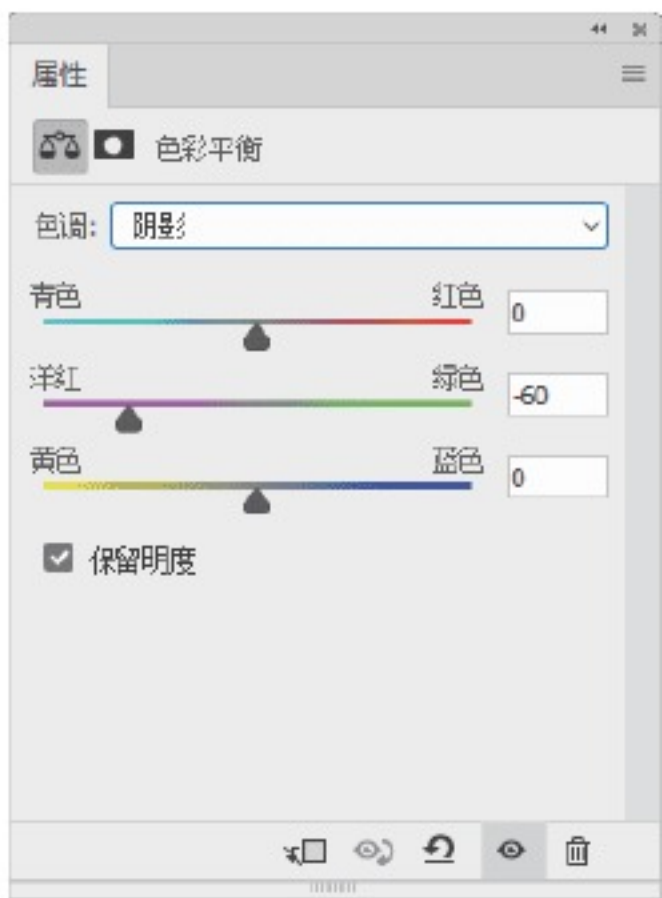 属性
色彩平衡
色调: 阴影
青色 红色 0
洋红 绿色 -60
黄色 蓝色 0
保留明度